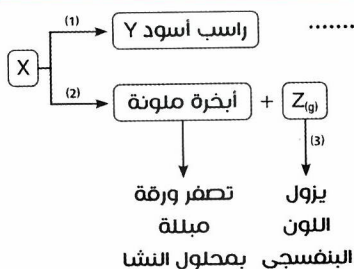 (1) راسب أسود Y ........
X
(2) أبخرة ملونة + Z(g)
(3)
تصفر ورقة يزول
مبللة اللون
بمحلول النشا البنفسجي